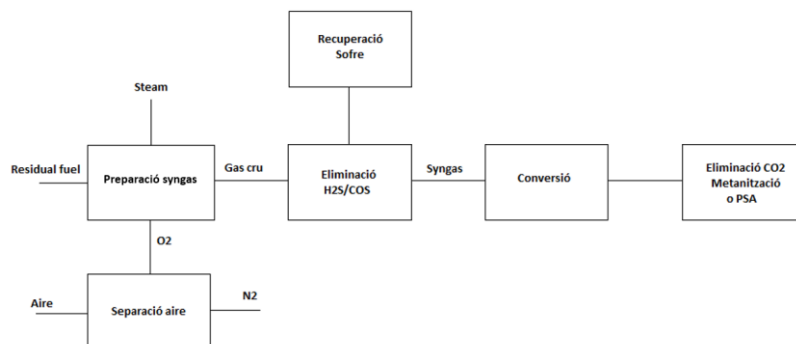 Recuperació
Sofre
Steam
Residual fuel
Preparació syngas
Gas cru
Eliminació
H2S/COS
Syngas
Conversió
Eliminació CO2
Metanització
o PSA
O2
Aire
Separació aire
N2